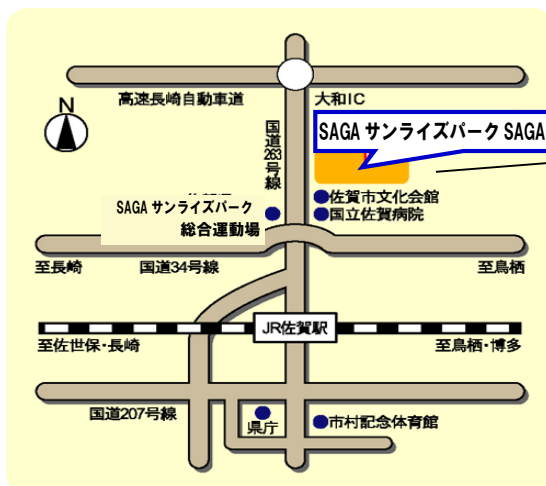 N
高速長崎自動車道
大和IC
国道263号線
SAGA サンライズパーク SAGA
佐賀市文化会館
国立佐賀病院
SAGA サンライズパーク
総合運動場
至長崎
国道34号線
至鳥栖
JR佐賀駅
至佐世保・長崎
至鳥栖・博多
国道207号線
県庁
市村記念体育館